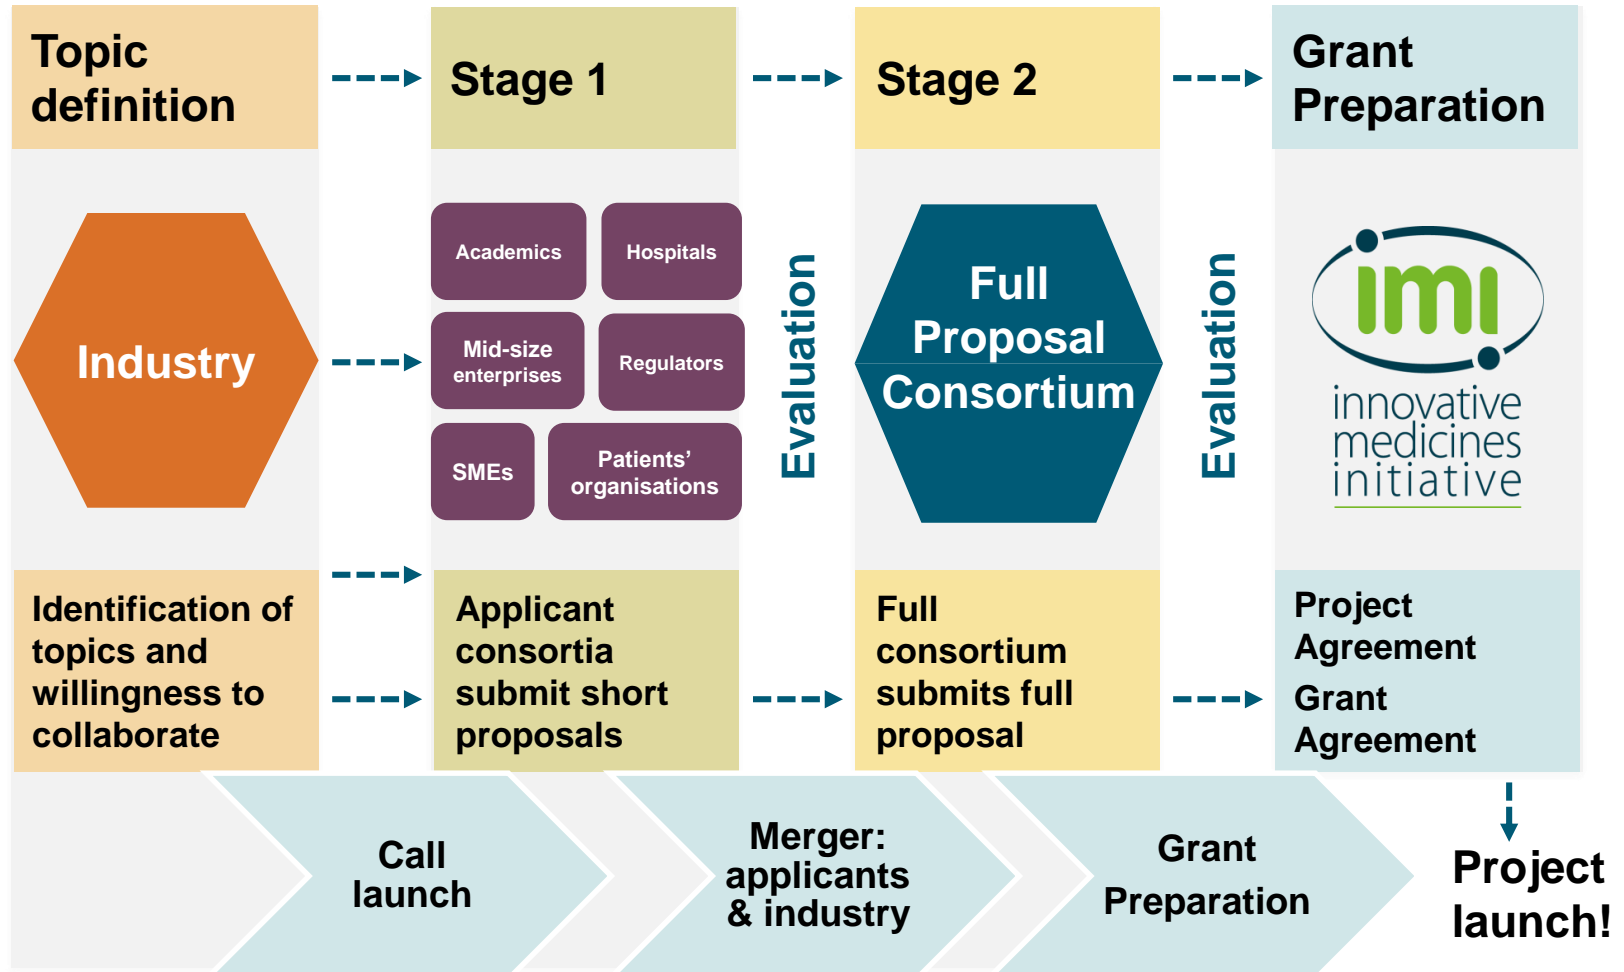 Topic
definition
Stage 1
Stage 2
Grant
Preparation
Industry
Academics
Hospitals
Mid-size
enterprises
Regulators
SMEs
Patients’
organisations
Evaluation
Full
Proposal
Consortium
Evaluation
imi
innovative
medicines
initiative
Identification of
topics and
willingness to
collaborate
Applicant
consortia
submit short
proposals
Full
consortium
submits full
proposal
Project
Agreement
Grant
Agreement
Call
launch
Merger:
applicants
& industry
Grant
Preparation
Project
launch!